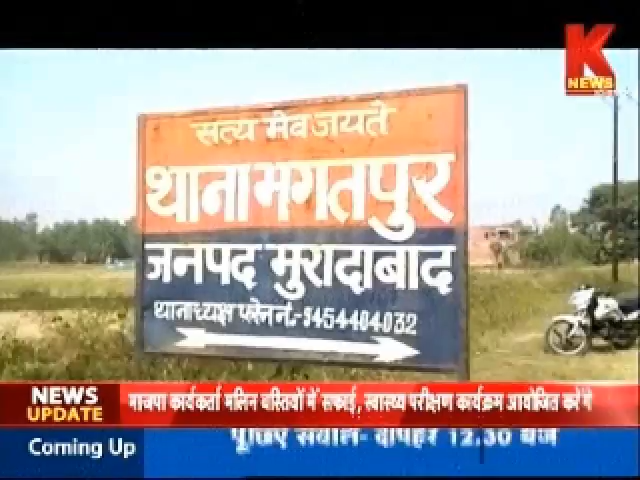 K
NEWS
सत्य मेव जयते
थाना भगतपुर
जनपद मुरादाबाद
थानाध्यक्ष फोन नं.-9454404032
NEWS
UPDATE
भाजपा कार्यकर्ता मलिन बस्तियों में सफाई, स्वास्थ्य परीक्षण कार्यक्रम आयोजित करेंगे
Coming Up
पूछिए सवाल- दोपहर 12.30 बजे